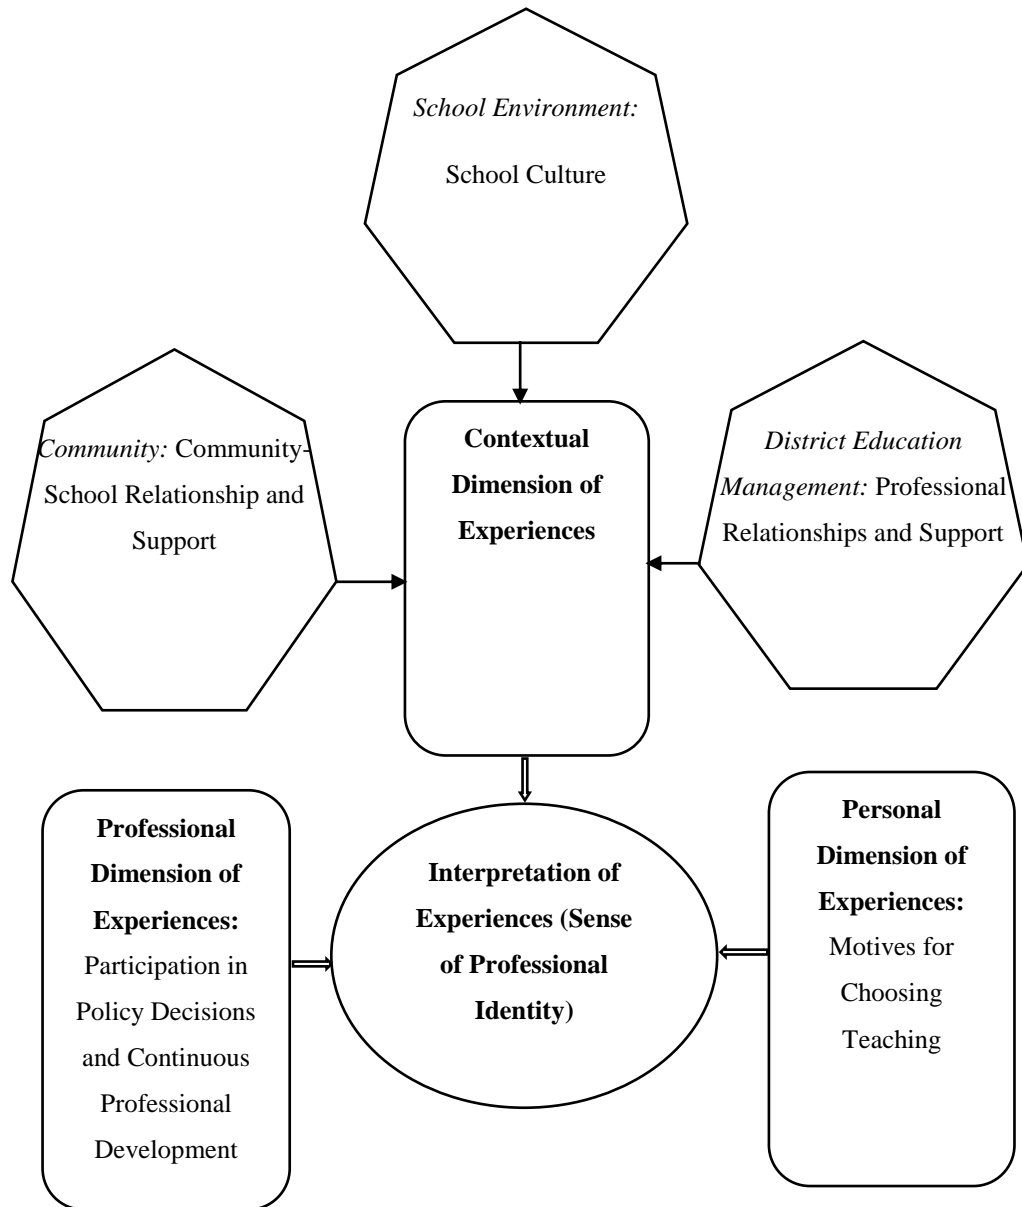 School Environment:
School Culture
Community: Community-
School Relationship and
Support
Contextual
Dimension of
Experiences
District Education
Management: Professional
Relationships and Support
Professional
Dimension of
Experiences:
Participation in
Policy Decisions
and Continuous
Professional
Development
Interpretation of
Experiences (Sense
of Professional
Identity)
Personal
Dimension of
Experiences:
Motives for
Choosing
Teaching